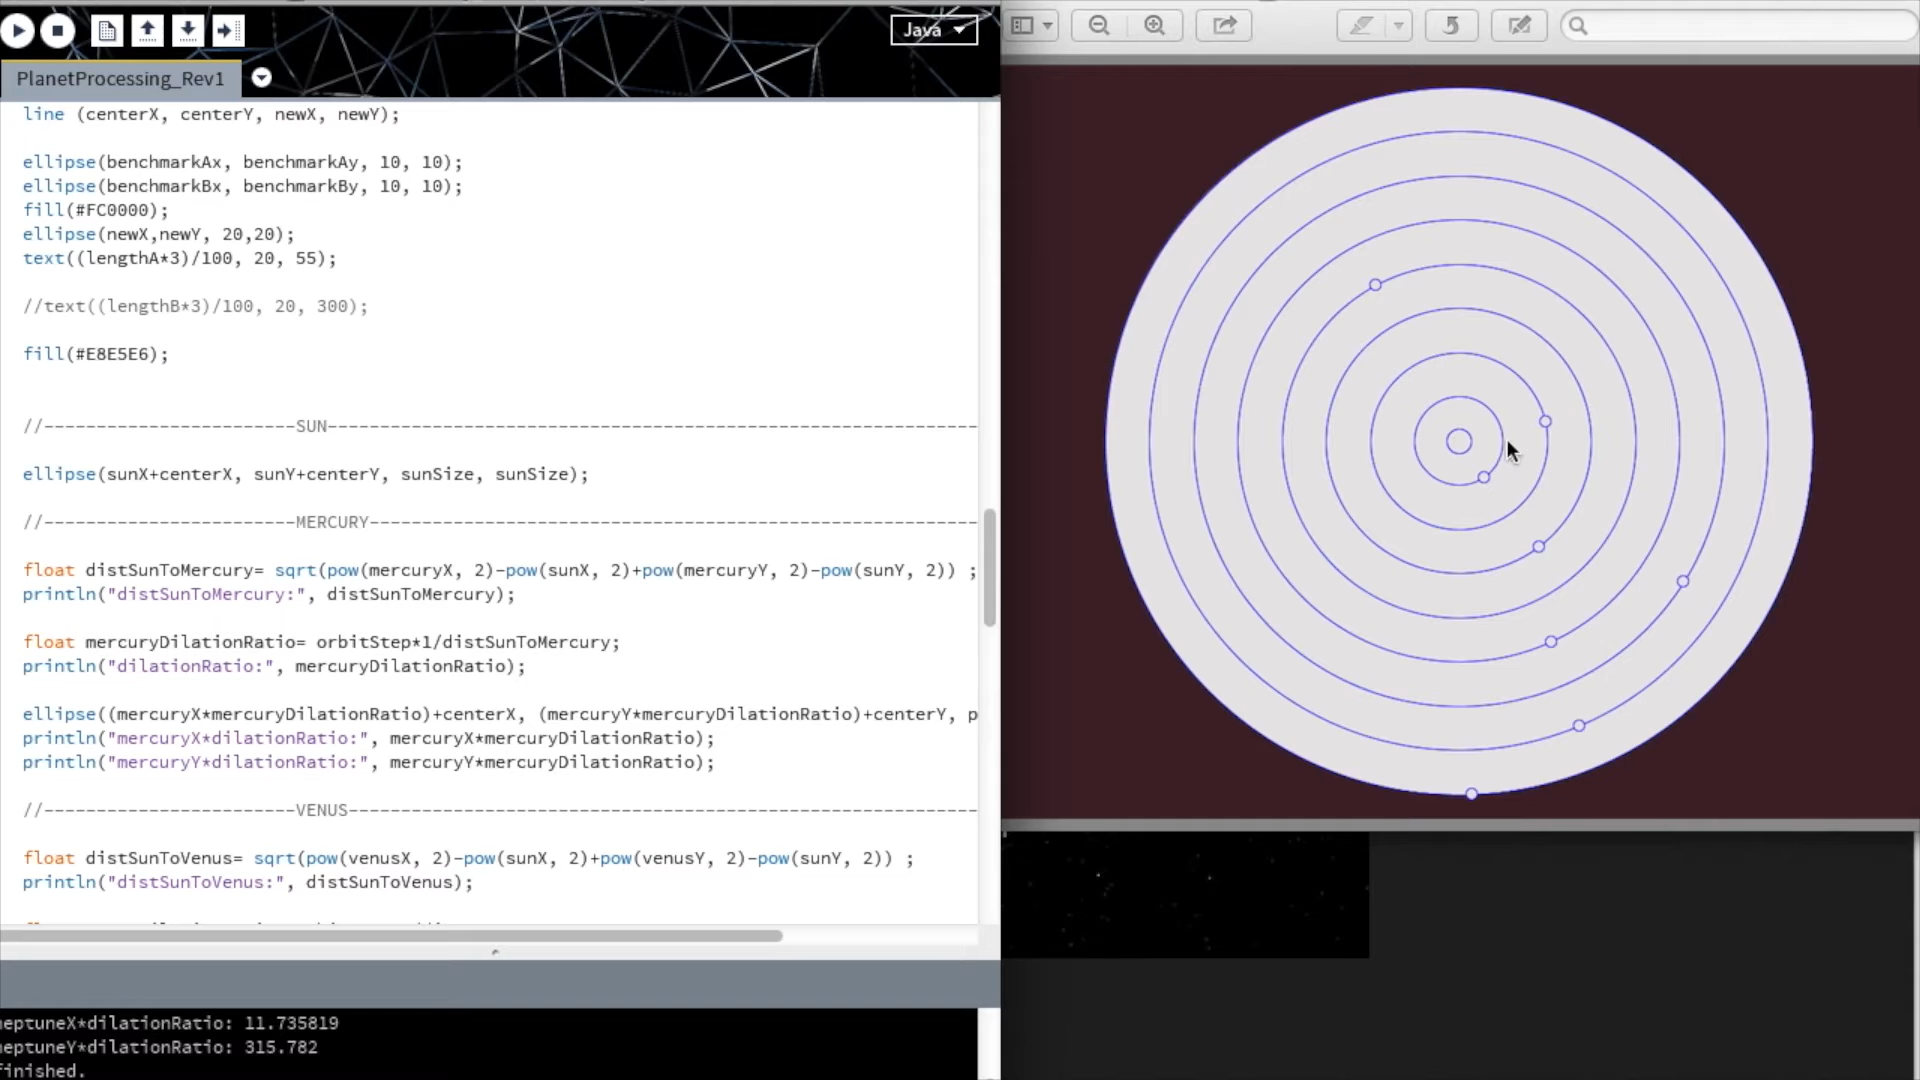 Java
PlanetProcessing_Rev1
line (centerX, centerY, newX, newY);
ellipse(benchmarkAx, benchmarkAy, 10, 10);
ellipse(benchmarkBx, benchmarkBy, 10, 10);
fill(#FC0000);
ellipse(newX,newY, 20,20);
text((lengthA*3)/100, 20, 55);
//text((lengthB*3)/100, 20, 300);
fill(#E8E5E6);
//------------------------SUN--------------------------------------------------------------
ellipse(sunX+centerX, sunY+centerY, sunSize, sunSize);
//------------------------MERCURY----------------------------------------------------------
float distSunToMercury= sqrt(pow(mercuryX, 2)-pow(sunX, 2)+pow(mercuryY, 2)-pow(sunY, 2)) ;
println("distSunToMercury:", distSunToMercury);
float mercuryDilationRatio= orbitStep*1/distSunToMercury;
println("dilationRatio:", mercuryDilationRatio);
ellipse((mercuryX*mercuryDilationRatio)+centerX, (mercuryY*mercuryDilationRatio)+centerY, p
println("mercuryX*dilationRatio:", mercuryX*mercuryDilationRatio);
println("mercuryY*dilationRatio:", mercuryY*mercuryDilationRatio);
//------------------------VENUS------------------------------------------------------------
float distSunToVenus= sqrt(pow(venusX, 2)-pow(sunX, 2)+pow(venusY, 2)-pow(sunY, 2)) ;
println("distSunToVenus:", distSunToVenus);
neptuneX*dilationRatio: 11.735819
neptuneY*dilationRatio: 315.782
finished.